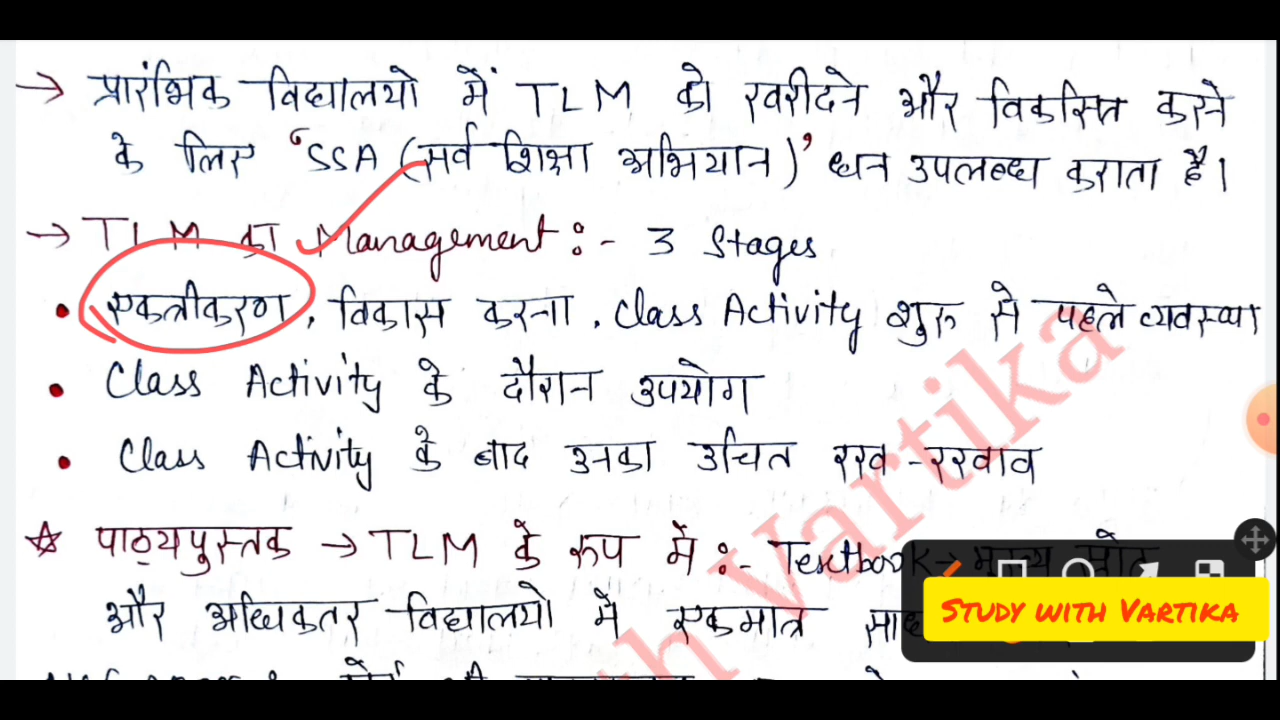 → प्रारंभिक विद्यालयो में TLM को खरीदने और विकसित करने
के लिए 'SSA (सर्व शिक्षा अभियान)' धन उपलब्ध कराता है।
→ TLM का Management :- 3 Stages
• एकत्रीकरण, विकास करना, Class Activity शुरू से पहले व्यवस्था
• Class Activity के दौरान उपयोग
• Class Activity के बाद उनका उचित रख-रखाव
☆ पाठ्यपुस्तक → TLM के रूप में :- Textbook →
और अधिकतर विद्यालयो में एकमात्र
STUDY WITH VARTIKA
h Vartika